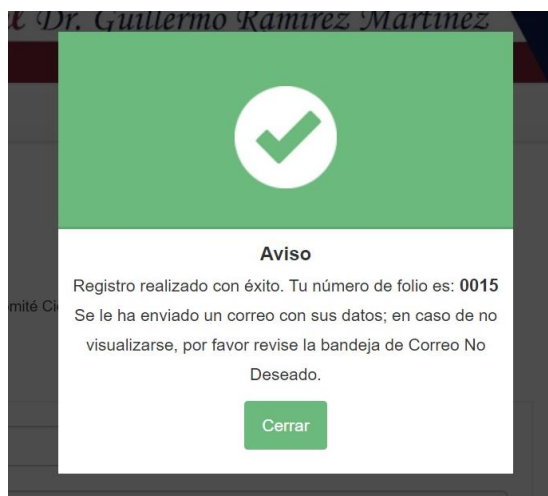 Dr. Guillermo Ramírez Martínez
Aviso
Registro realizado con éxito. Tu número de folio es: 0015
Se le ha enviado un correo con sus datos; en caso de no
visualizarse, por favor revise la bandeja de Correo No
Deseado.
Cerrar